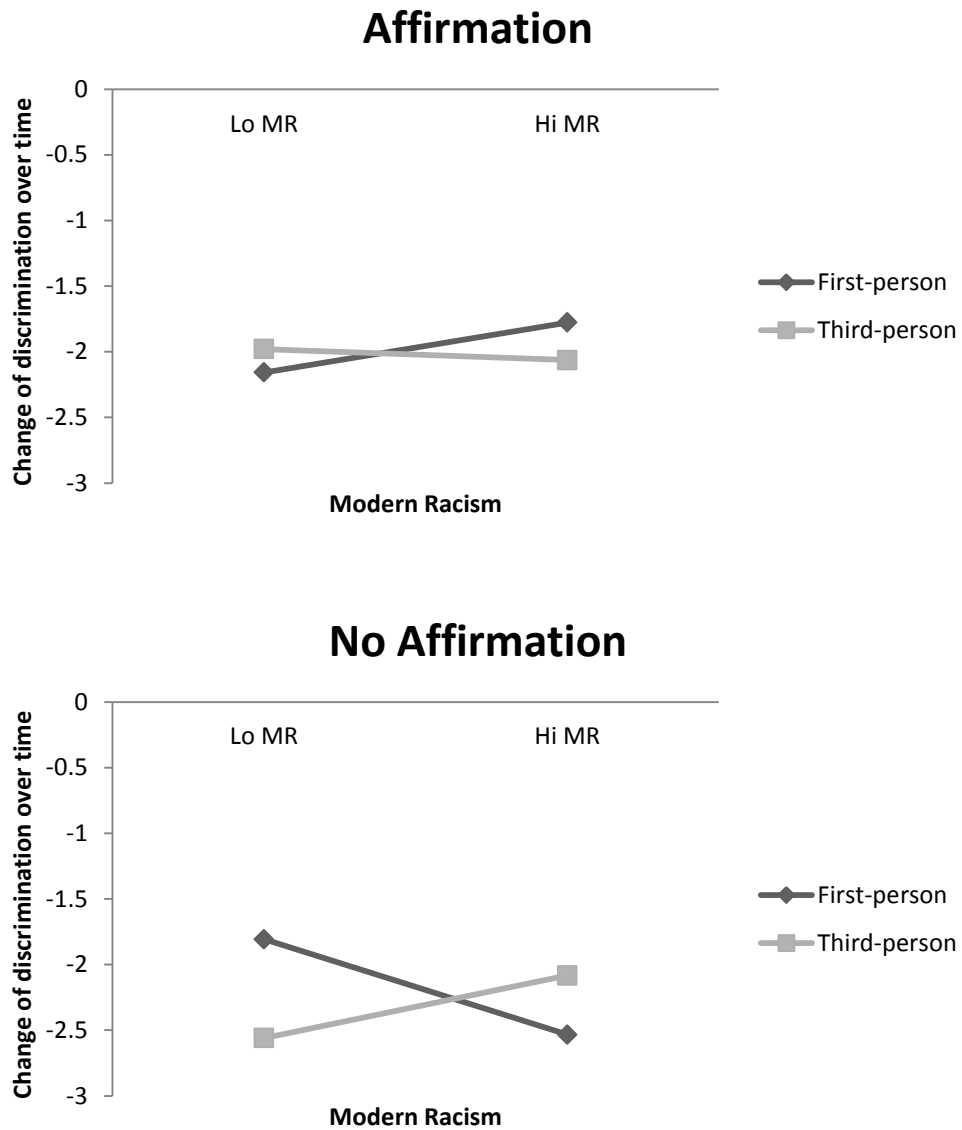 Affirmation
Change of discrimination over time
0
-0.5
-1
-1.5
-2
-2.5
-3
Lo MR
Hi MR
Modern Racism
First-person
Third-person
No Affirmation
Change of discrimination over time
0
-0.5
-1
-1.5
-2
-2.5
-3
Lo MR
Hi MR
Modern Racism
First-person
Third-person